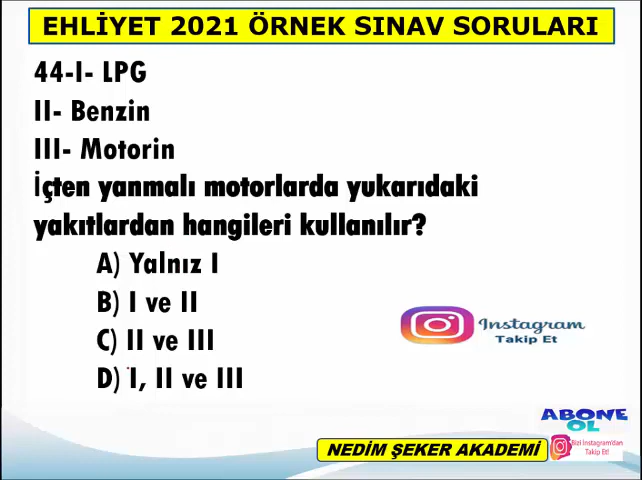 EHLİYET 2021 ÖRNEK SINAV SORULARI
44-I- LPG
II- Benzin
III- Motorin
İçten yanmalı motorlarda yukarıdaki
yakıtlardan hangileri kullanılır?
A) Yalnız I
B) I ve II
C) II ve III
D) I, II ve III
Instagram
Takip Et
ABONE
OL
NEDİM ŞEKER AKADEMİ
Bizi İnstagram'dan
Takip Et!